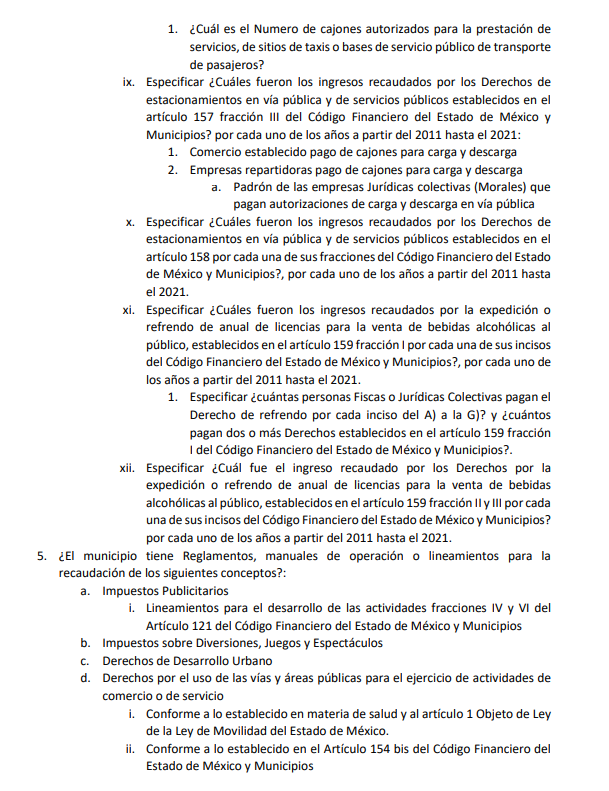 1. ¿Cuál es el Numero de cajones autorizados para la prestación de
servicios, de sitios de taxis o bases de servicio público de transporte
de pasajeros?
ix. Especificar ¿Cuáles fueron los ingresos recaudados por los Derechos de
estacionamientos en vía pública y de servicios públicos establecidos en el
artículo 157 fracción III del Código Financiero del Estado de México y
Municipios? por cada uno de los años a partir del 2011 hasta el 2021:
1. Comercio establecido pago de cajones para carga y descarga
2. Empresas repartidoras pago de cajones para carga y descarga
a. Padrón de las empresas Jurídicas colectivas (Morales) que
pagan autorizaciones de carga y descarga en vía pública
x. Especificar ¿Cuáles fueron los ingresos recaudados por los Derechos de
estacionamientos en vía pública y de servicios públicos establecidos en el
artículo 158 por cada una de sus fracciones del Código Financiero del Estado
de México y Municipios?, por cada uno de los años a partir del 2011 hasta
el 2021.
xi. Especificar ¿Cuáles fueron los ingresos recaudados por la expedición o
refrendo de anual de licencias para la venta de bebidas alcohólicas al
público, establecidos en el artículo 159 fracción I por cada una de sus incisos
del Código Financiero del Estado de México y Municipios?, por cada uno de
los años a partir del 2011 hasta el 2021.
1. Especificar ¿cuántas personas Fiscas o Jurídicas Colectivas pagan el
Derecho de refrendo por cada inciso del A) a la G)? y ¿cuántos
pagan dos o más Derechos establecidos en el artículo 159 fracción
I del Código Financiero del Estado de México y Municipios?.
xii. Especificar ¿Cuál fue el ingreso recaudado por los Derechos por la
expedición o refrendo de anual de licencias para la venta de bebidas
alcohólicas al público, establecidos en el artículo 159 fracción II y III por cada
una de sus incisos del Código Financiero del Estado de México y Municipios?
por cada uno de los años a partir del 2011 hasta el 2021.
5. ¿El municipio tiene Reglamentos, manuales de operación o lineamientos para la
recaudación de los siguientes conceptos?:
a. Impuestos Publicitarios
i. Lineamientos para el desarrollo de las actividades fracciones IV y VI del
Artículo 121 del Código Financiero del Estado de México y Municipios
b. Impuestos sobre Diversiones, Juegos y Espectáculos
c. Derechos de Desarrollo Urbano
d. Derechos por el uso de las vías y áreas públicas para el ejercicio de actividades de
comercio o de servicio
i. Conforme a lo establecido en materia de salud y al artículo 1 Objeto de Ley
de la Ley de Movilidad del Estado de México.
ii. Conforme a lo establecido en el Artículo 154 bis del Código Financiero del
Estado de México y Municipios